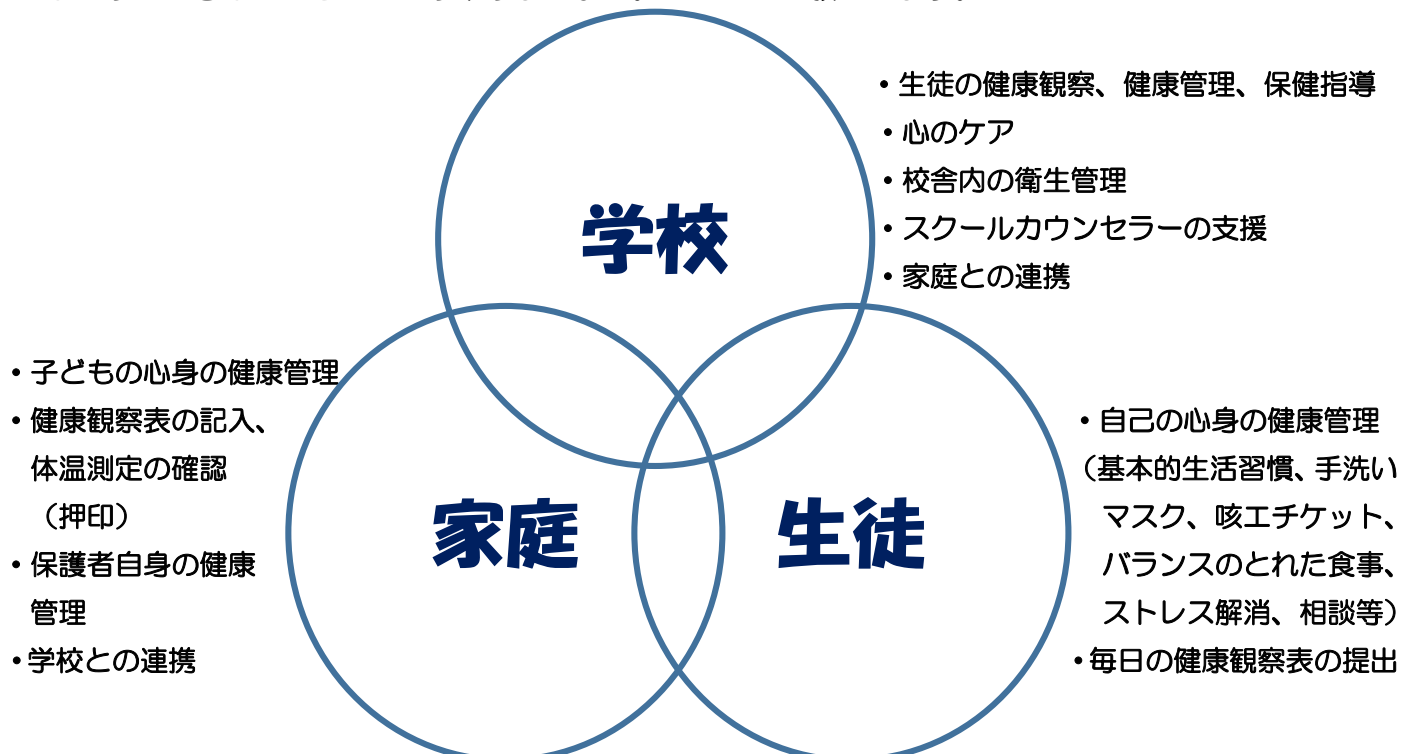 ・生徒の健康観察、健康管理、保健指導
・心のケア
・校舎内の衛生管理
・スクールカウンセラーの支援
・家庭との連携
学校
・子どもの心身の健康管理
・健康観察表の記入、
体温測定の確認
（押印）
・保護者自身の健康
管理
・学校との連携
家庭
生徒
・自己の心身の健康管理
（基本的生活習慣、手洗い
マスク、咳エチケット、
バランスのとれた食事、
ストレス解消、相談等）
・毎日の健康観察表の提出